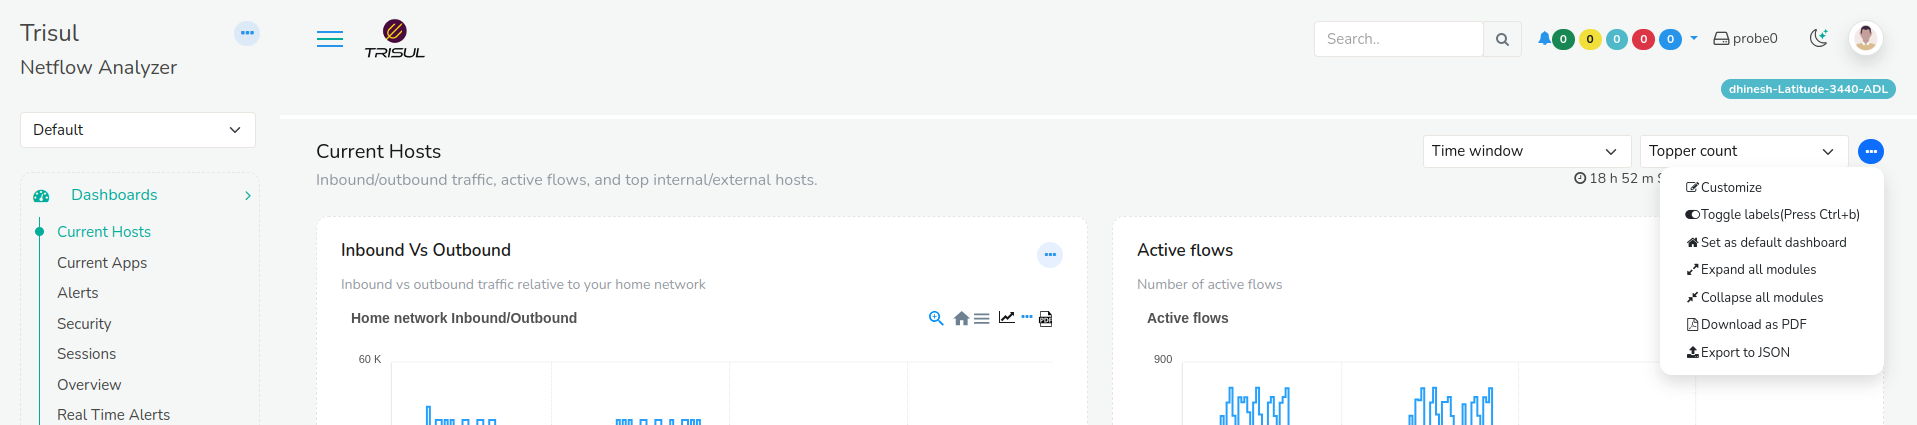 Trisul
Netflow Analyzer
TRISUL
Search..
0 0 0 0 0
probe0
dhinesh-Latitude-3440-ADL
Default
Dashboards
Current Hosts
Current Apps
Alerts
Security
Sessions
Overview
Real Time Alerts
Current Hosts
Inbound/outbound traffic, active flows, and top internal/external hosts.
Time window
Topper count
18 h 52 m
Customize
Toggle labels(Press Ctrl+b)
Set as default dashboard
Expand all modules
Collapse all modules
Download as PDF
Export to JSON
Inbound Vs Outbound
Inbound vs outbound traffic relative to your home network
Home network Inbound/Outbound
PDF
60 K
Active flows
Number of active flows
Active flows
900